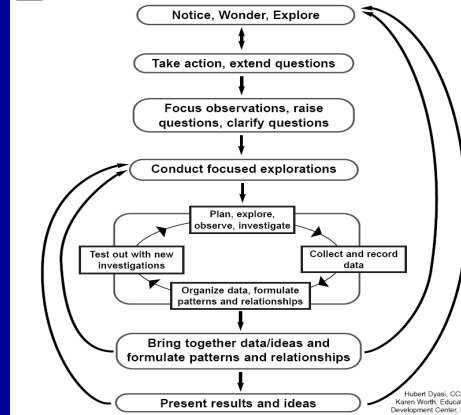 Notice, Wonder, Explore
Take action, extend questions
Focus observations, raise
questions, clarify questions
Conduct focused explorations
Plan, explore,
observe, investigate
Test out with new
investigations
Collect and record
data
Organize data, formulate
patterns and relationships
Bring together data/ideas and
formulate patterns and relationships
Present results and ideas
Hubert Dyasi, CC
Karen Worth, Educat
Development Center,